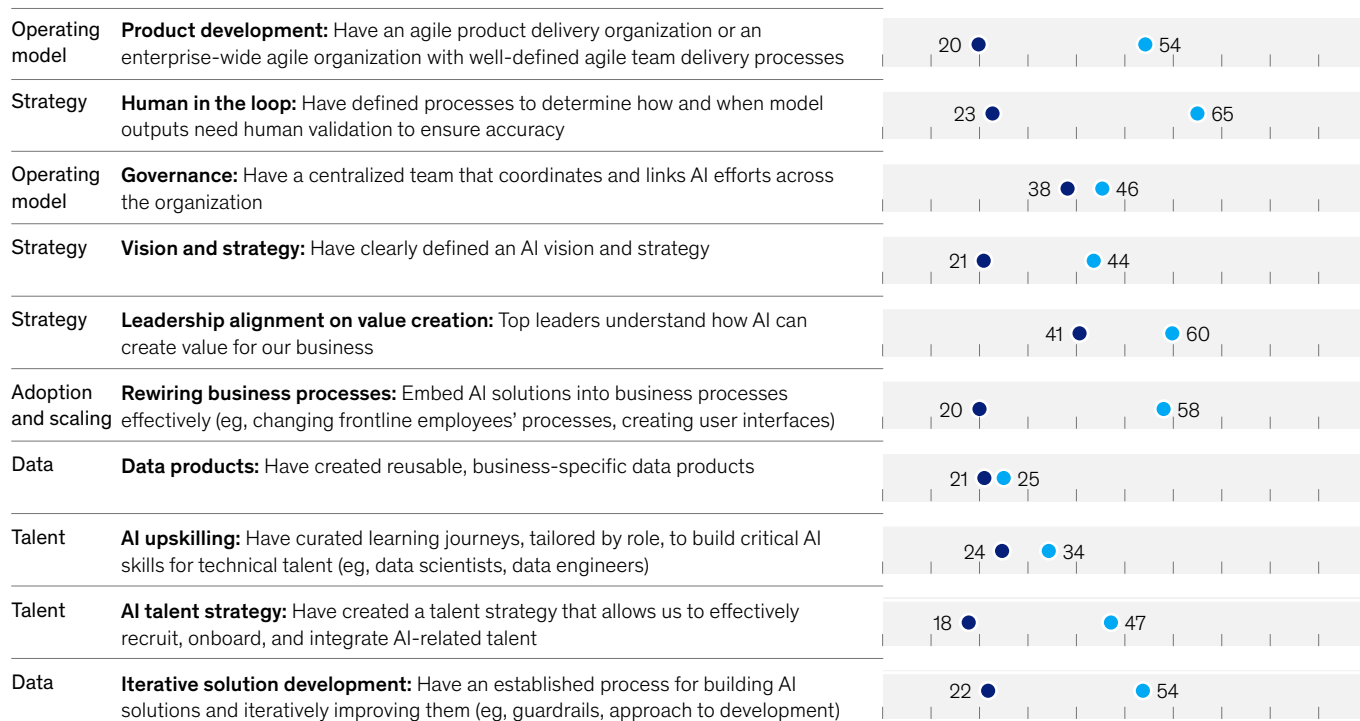 Operating model
Product development: Have an agile product delivery organization or an
enterprise-wide agile organization with well-defined agile team delivery processes
20 54
Strategy
Human in the loop: Have defined processes to determine how and when model
outputs need human validation to ensure accuracy
23 65
Operating model
Governance: Have a centralized team that coordinates and links AI efforts across
the organization
38 46
Strategy
Vision and strategy: Have clearly defined an AI vision and strategy
21 44
Strategy
Leadership alignment on value creation: Top leaders understand how AI can
create value for our business
41 60
Adoption and scaling
Rewiring business processes: Embed AI solutions into business processes
effectively (eg, changing frontline employees’ processes, creating user interfaces)
20 58
Data
Data products: Have created reusable, business-specific data products
21 25
Talent
AI upskilling: Have curated learning journeys, tailored by role, to build critical AI
skills for technical talent (eg, data scientists, data engineers)
24 34
Talent
AI talent strategy: Have created a talent strategy that allows us to effectively
recruit, onboard, and integrate AI-related talent
18 47
Data
Iterative solution development: Have an established process for building AI
solutions and iteratively improving them (eg, guardrails, approach to development)
22 54